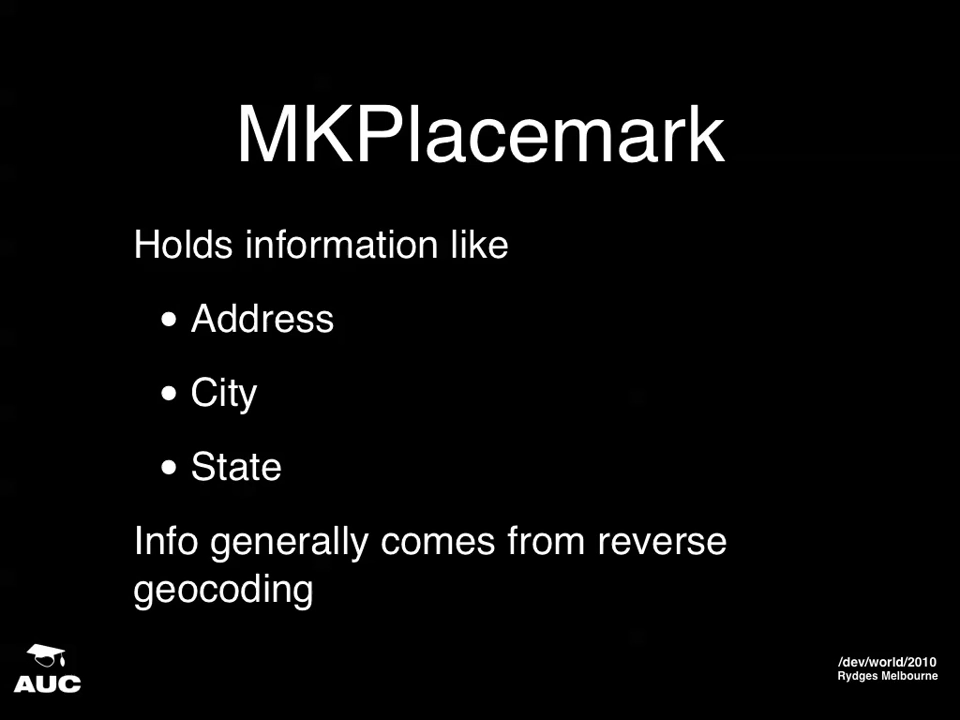 MKPlacemark
Holds information like
• Address
• City
• State
Info generally comes from reverse
geocoding
AUC
/dev/world/2010
Rydges Melbourne